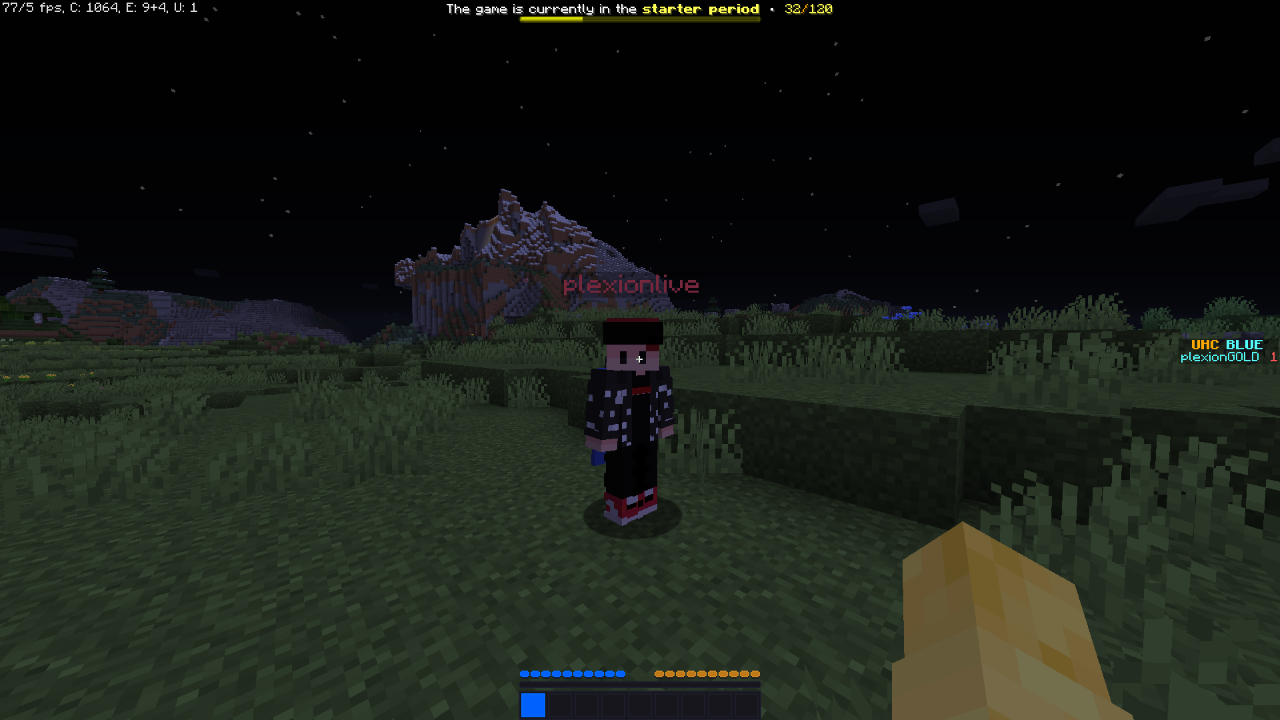 77/5 fps, C: 1064, E: 9+4, U: 1
The game is currently in the starter period • 32/120
plexionlive
UHC BLUE
plexionGOLD 1